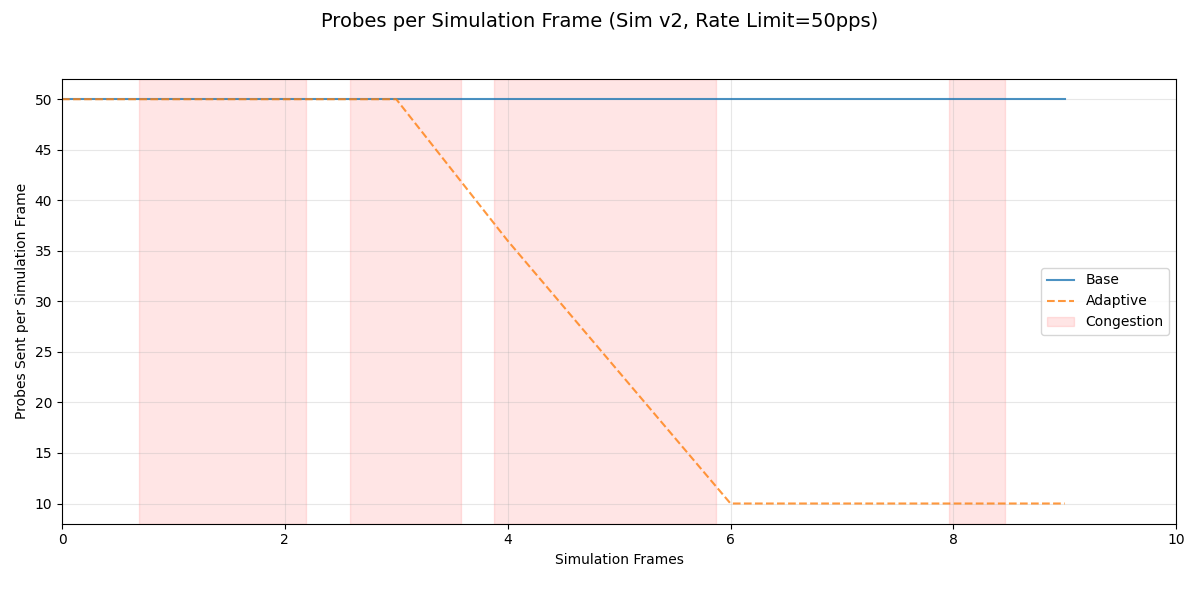 Probes per Simulation Frame (Sim v2, Rate Limit=50pps)
Probes Sent per Simulation Frame
50
45
40
35
30
25
20
15
10
Base
Adaptive
Congestion
0 2 4 6 8 10
Simulation Frames